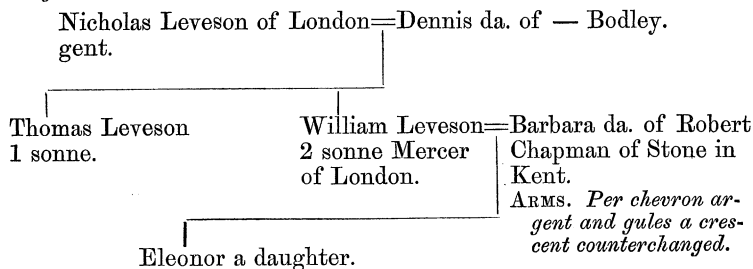 Nicholas Leveson of London=Dennis da. of — Bodley.
gent.
Thomas Leveson
1 sonne.
William Leveson=Barbara da. of Robert
2 sonne Mercer
of London.
Chapman of Stone in
Kent.
ARMS. Per chevron ar-
gent and gules a cres-
cent counterchanged.
Eleonor a daughter.